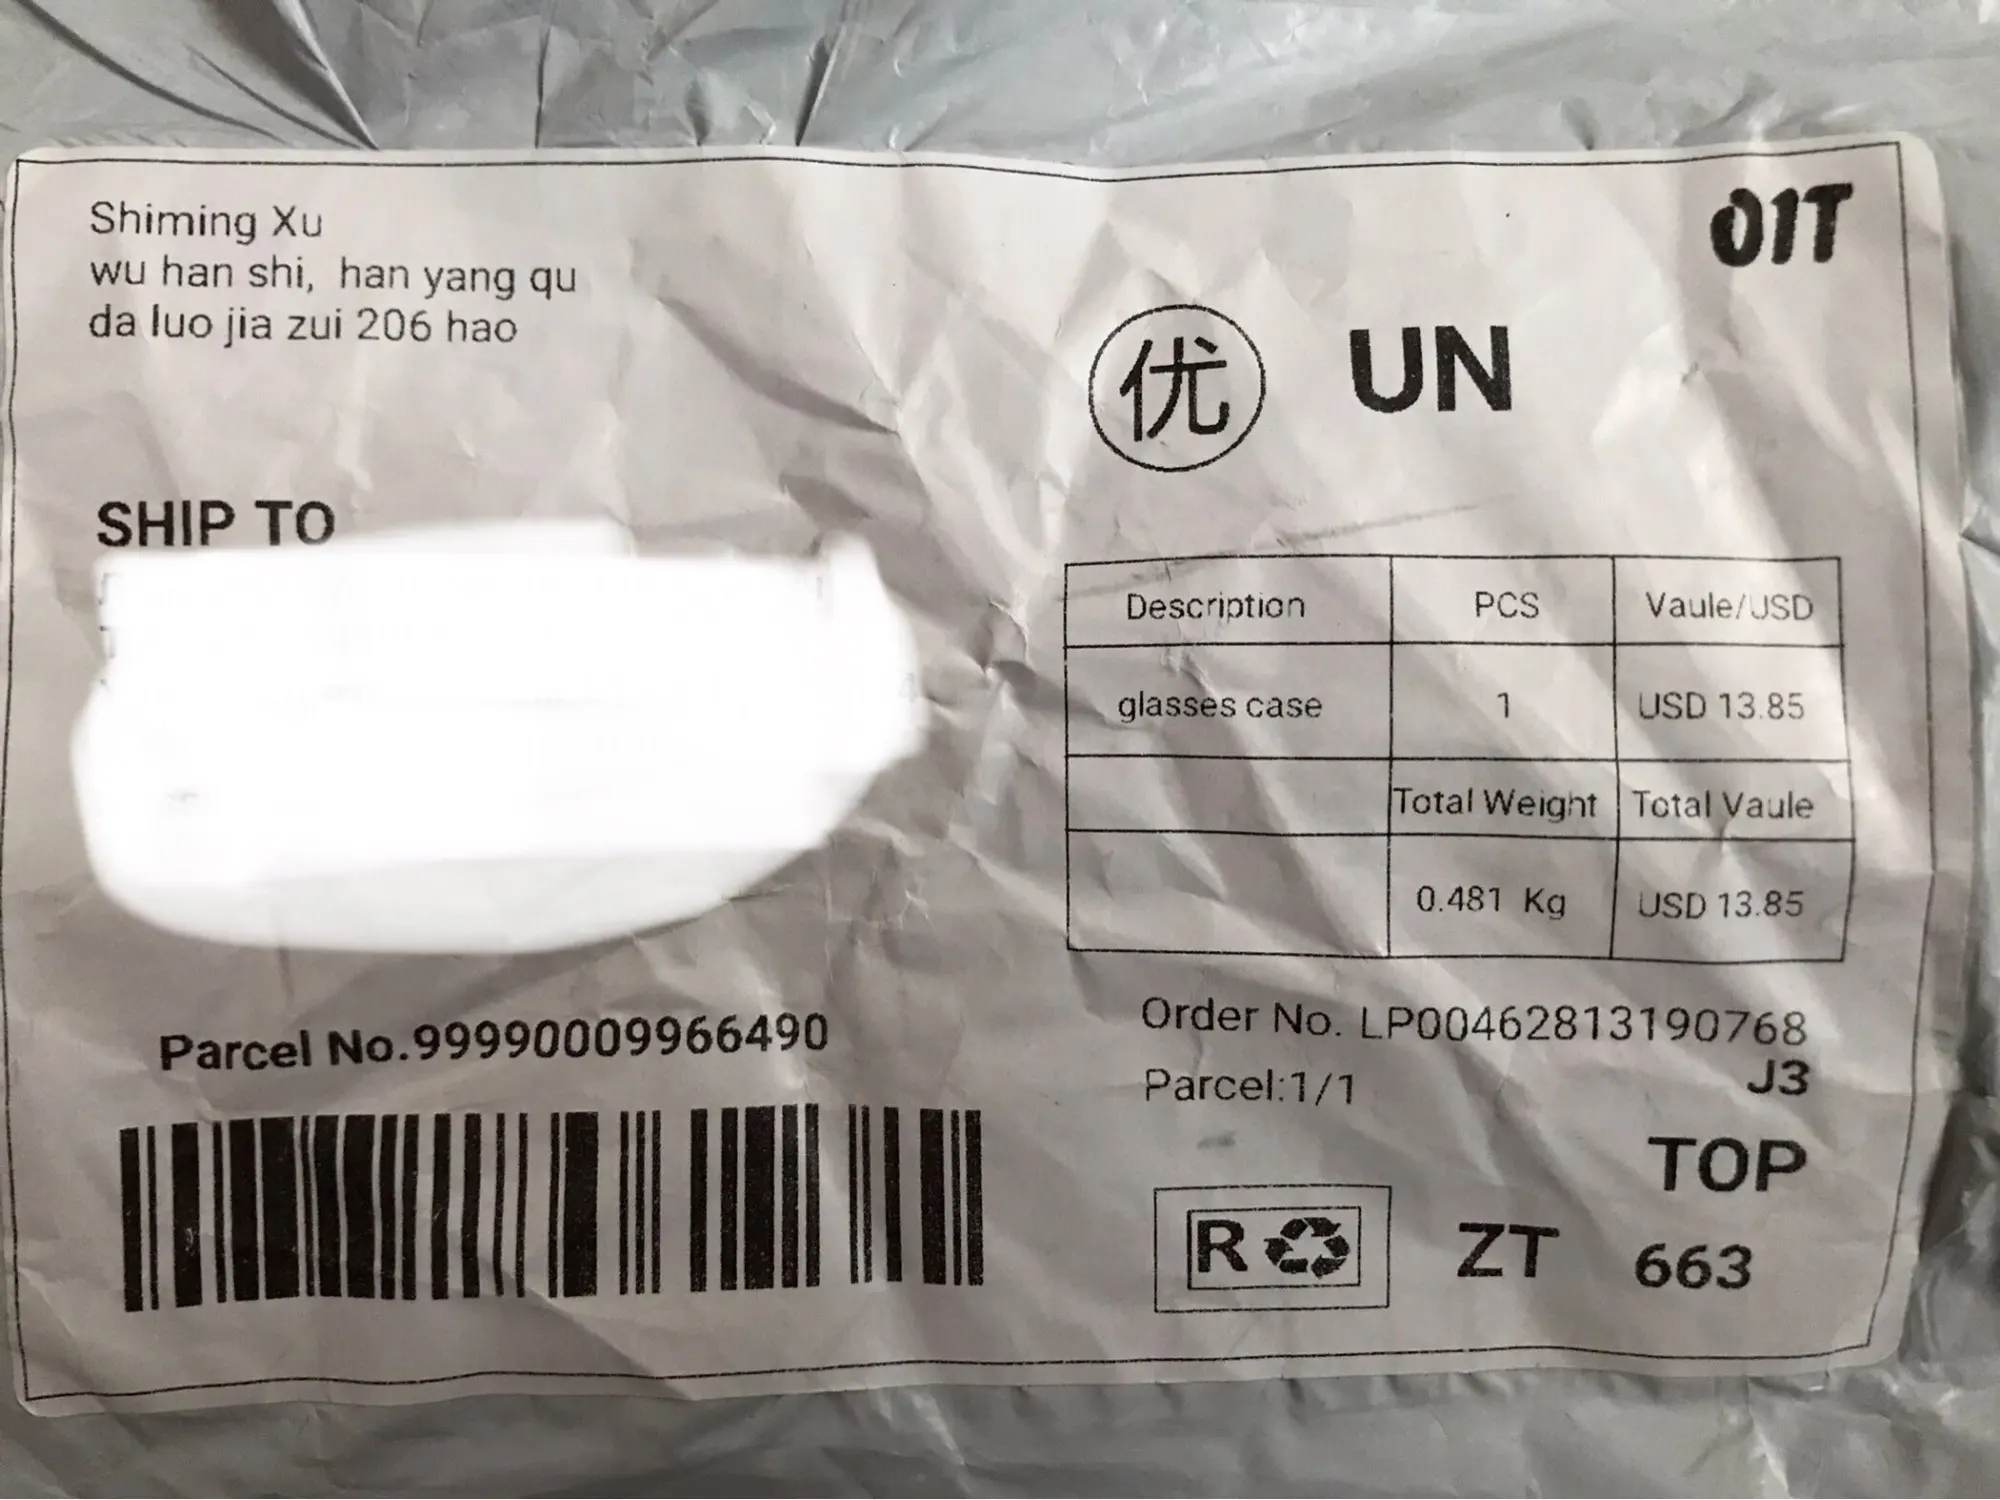 Shiming Xu
wu han shi, han yang qu
da luo jia zui 206 hao
01T
优 UN
SHIP TO
Description PCS Vaule/USD
glasses case 1 USD 13.85
Total Weight Total Vaule
0.481 Kg USD 13.85
Parcel No.99990009966490
Order No. LP00462813190768
J3
Parcel:1/1
TOP
R ZT 663